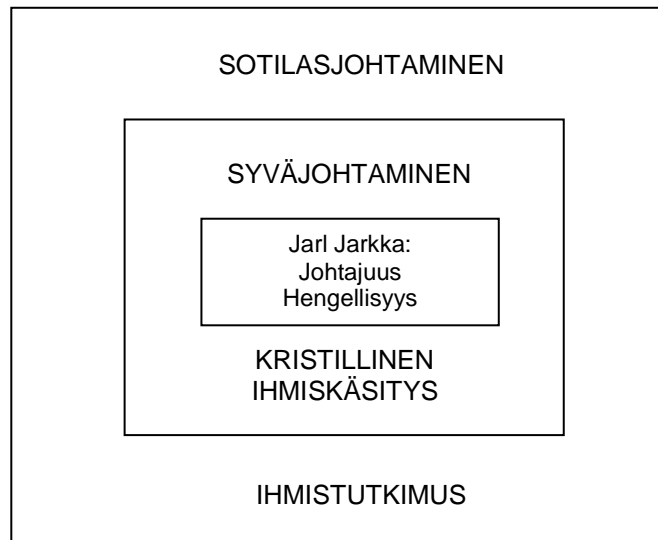 SOTILASJOHTAMINEN
SYVÄJOHTAMINEN
Jarl Jarkka:
Johtajuus
Hengellisyys
KRISTILLINEN
IHMISKÄSITYS
IHMISTUTKIMUS